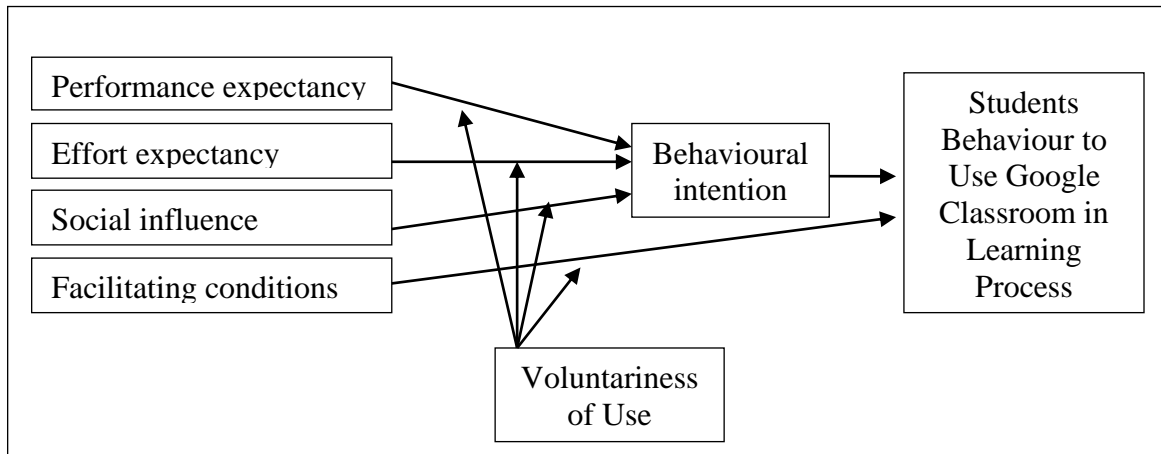 Performance expectancy
Effort expectancy
Social influence
Facilitating conditions
Behavioural
intention
Students
Behaviour to
Use Google
Classroom in
Learning
Process
Voluntariness
of Use